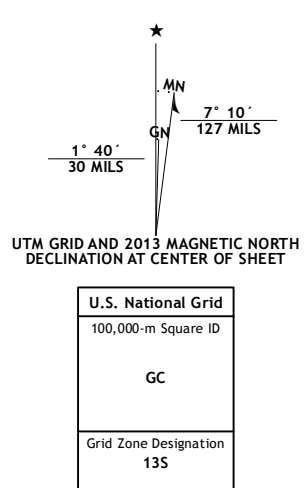 ★
MN
GN
7° 10´
127 MILS
1° 40´
30 MILS
UTM GRID AND 2013 MAGNETIC NORTH
DECLINATION AT CENTER OF SHEET
U.S. National Grid
100,000-m Square ID
GC
Grid Zone Designation
13S